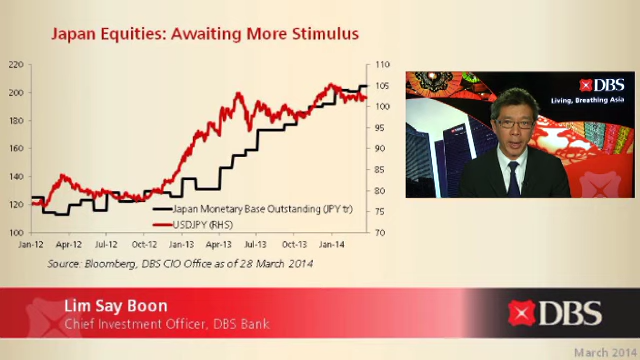 Japan Equities: Awaiting More Stimulus
220
200
180
160
140
120
100
110
105
100
95
90
85
80
75
70
Japan Monetary Base Outstanding (JPY tr)
USDJPY (RHS)
Jan-12 Apr-12 Jul-12 Oct-12 Jan-13 Apr-13 Jul-13 Oct-13 Jan-14
Source: Bloomberg, DBS CIO Office as of 28 March 2014
DBS
Living, Breathing Asia
Lim Say Boon
Chief Investment Officer, DBS Bank
DBS
March 2014